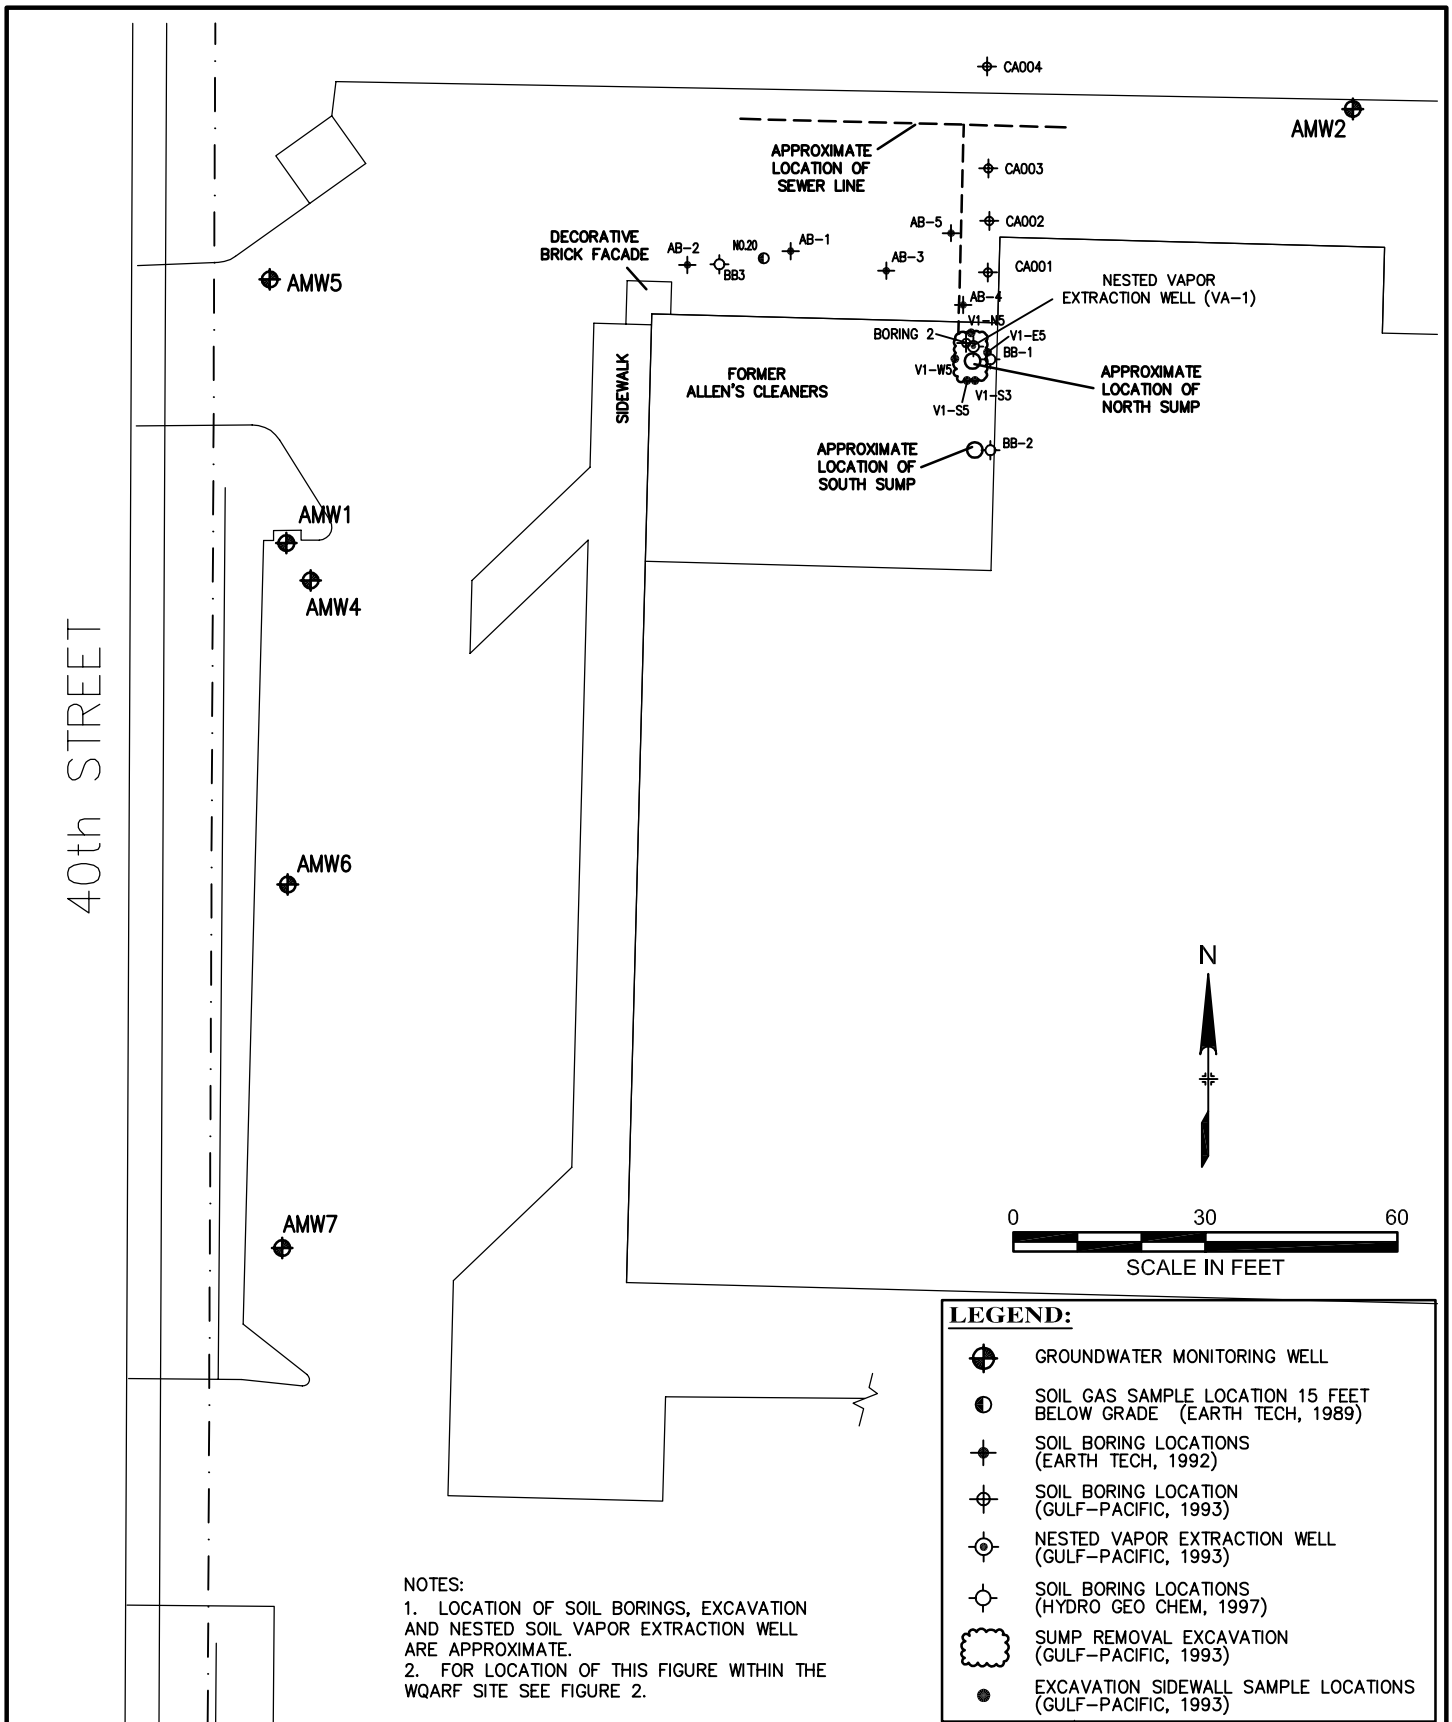 CA004
AMW2
APPROXIMATE
LOCATION OF
SEWER LINE
CA003
CA002
AB-5
DECORATIVE
BRICK FACADE
AB-2
NO.20
AB-1
BB3
AB-3
CA001
AMW5
NESTED VAPOR
EXTRACTION WELL (VA-1)
AB-4
V1-N5
BORING 2
V1-E5
BB-1
V1-W5
SIDEWALK
FORMER
ALLEN'S CLEANERS
APPROXIMATE
LOCATION OF
NORTH SUMP
V1-S3
V1-S5
BB-2
APPROXIMATE
LOCATION OF
SOUTH SUMP
AMW1
AMW4
40th STREET
AMW6
N
AMW7
0 30 60
SCALE IN FEET
LEGEND:
GROUNDWATER MONITORING WELL
SOIL GAS SAMPLE LOCATION 15 FEET
BELOW GRADE (EARTH TECH, 1989)
SOIL BORING LOCATIONS
(EARTH TECH, 1992)
SOIL BORING LOCATION
(GULF-PACIFIC, 1993)
NESTED VAPOR EXTRACTION WELL
(GULF-PACIFIC, 1993)
SOIL BORING LOCATIONS
(HYDRO GEO CHEM, 1997)
SUMP REMOVAL EXCAVATION
(GULF-PACIFIC, 1993)
EXCAVATION SIDEWALL SAMPLE LOCATIONS
(GULF-PACIFIC, 1993)
NOTES:
1. LOCATION OF SOIL BORINGS, EXCAVATION
AND NESTED SOIL VAPOR EXTRACTION WELL
ARE APPROXIMATE.
2. FOR LOCATION OF THIS FIGURE WITHIN THE
WQARF SITE SEE FIGURE 2.